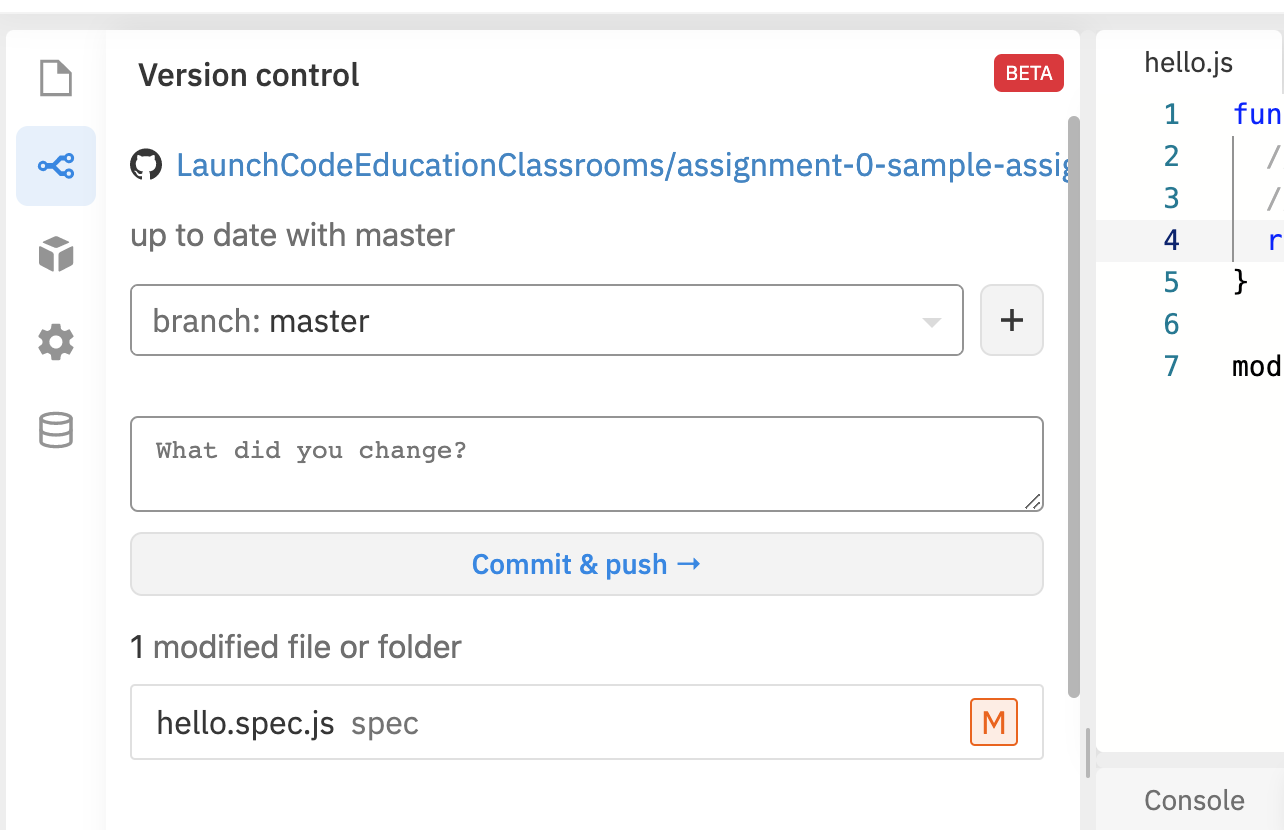 Version control
BETA
LaunchCodeEducationClassrooms/assignment-0-sample-assig
up to date with master
branch: master
+
What did you change?
Commit & push →
1 modified file or folder
hello.spec.js spec
M
hello.js
1 fun
2 /
3 /
4 r
5 }
6
7 mod
Console